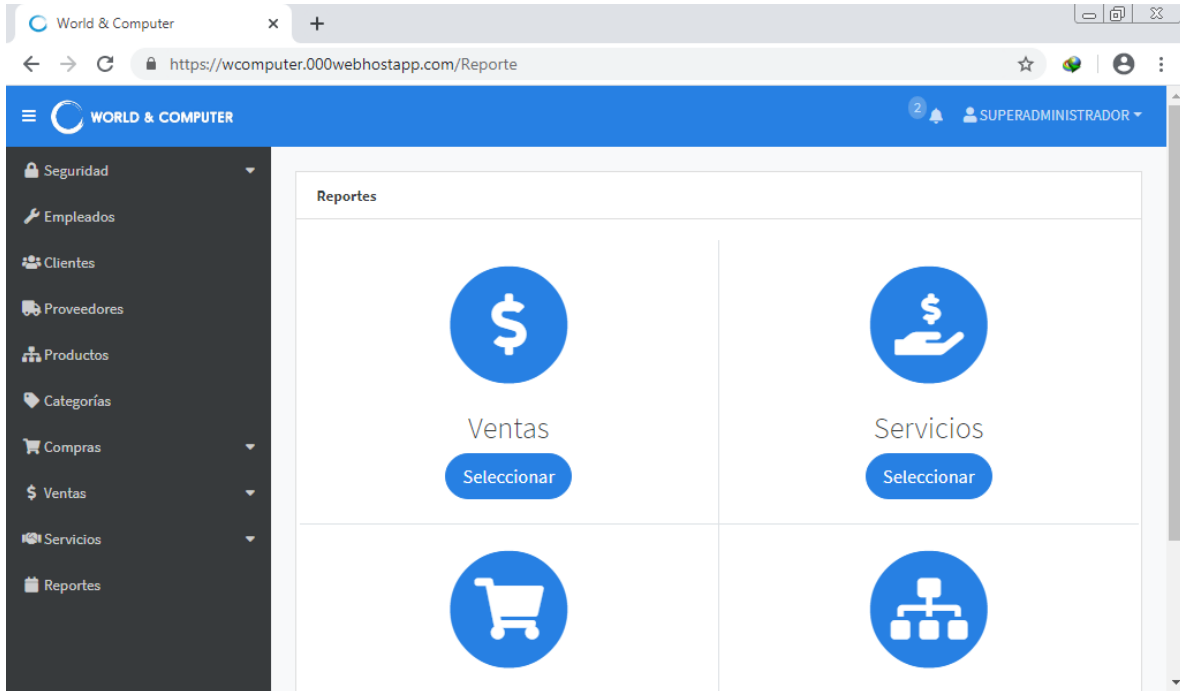 World & Computer
https://wcomputer.000webhostapp.com/Reporte
WORLD & COMPUTER
2
SUPERADMINISTRADOR
Seguridad
Empleados
Clientes
Proveedores
Productos
Categorías
Compras
$ Ventas
Servicios
Reportes
Reportes
$
Ventas
Seleccionar
$
Servicios
Seleccionar